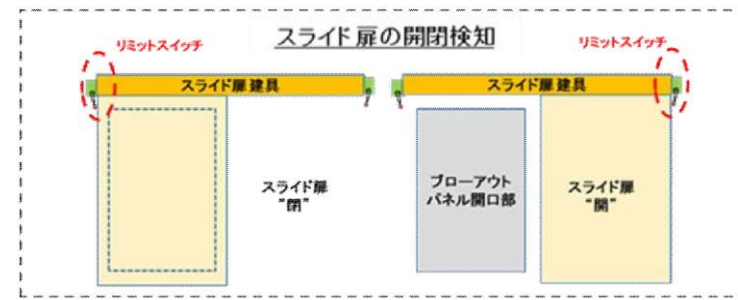 スライド扉の開閉検知
リミットスイッチ
リミットスイッチ
スライド扉建具
スライド扉建具
スライド扉
“閉”
ブローアウト
パネル開口部
スライド扉
“開”